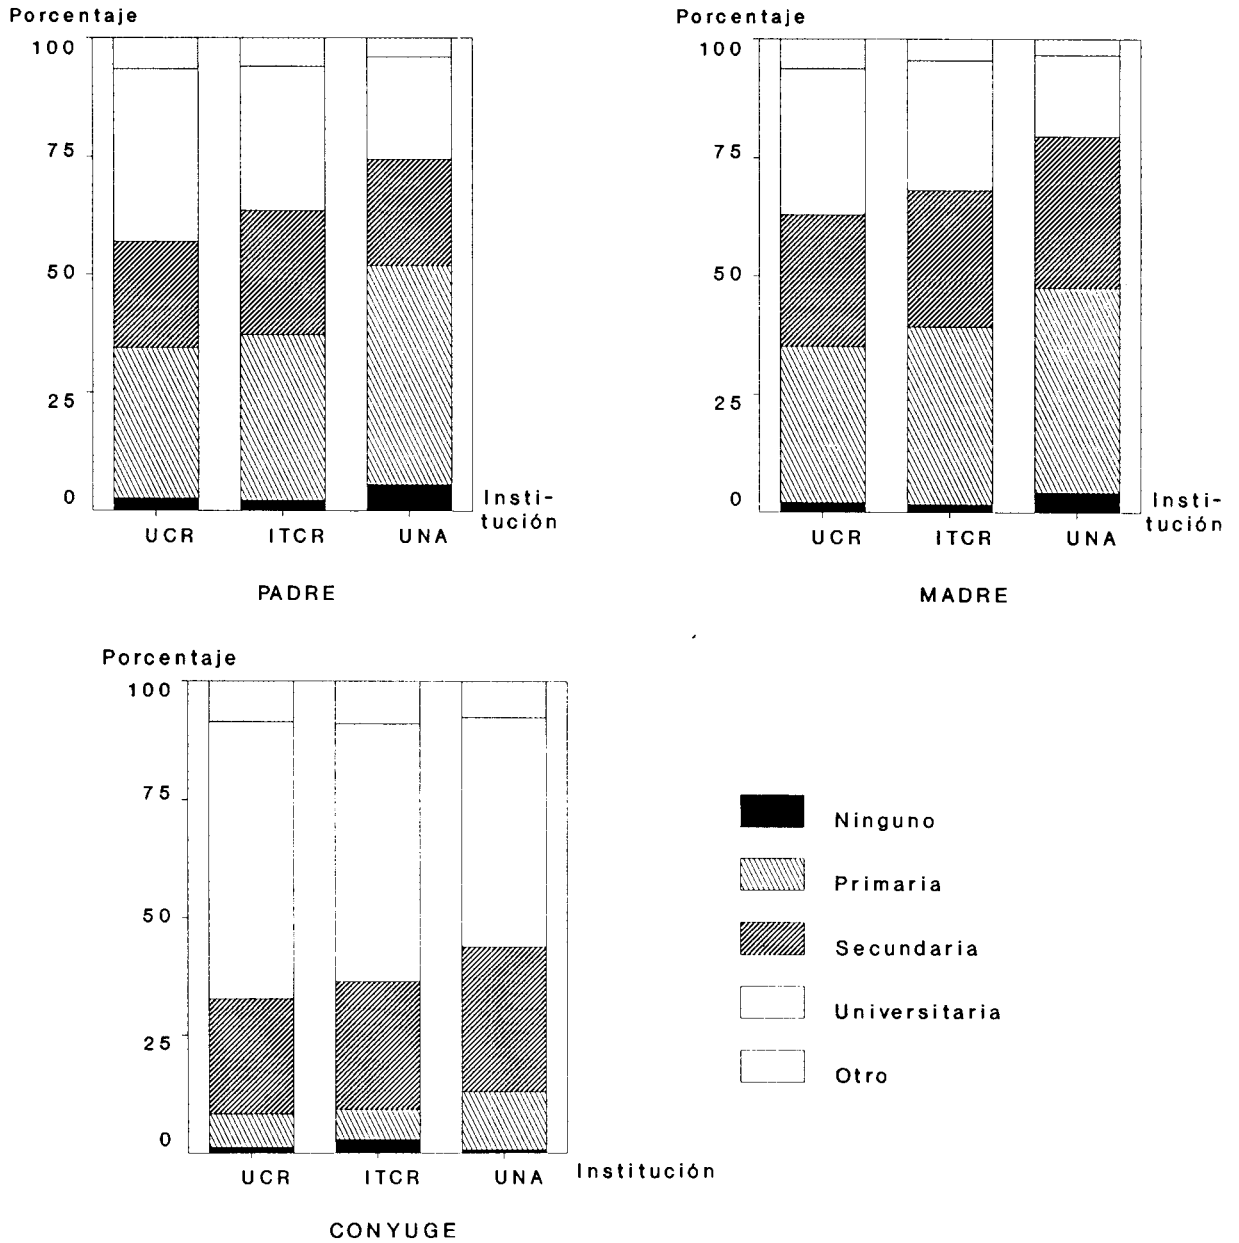 Porcentaje
100
75
50
25
0
UCR ITCR UNA
Insti-
tución
PADRE
Porcentaje
100
75
50
25
0
UCR ITCR UNA
Insti-
tución
MADRE
Porcentaje
100
75
50
25
0
UCR ITCR UNA
Institución
CONYUGE
Ninguno
Primaria
Secundaria
Universitaria
Otro